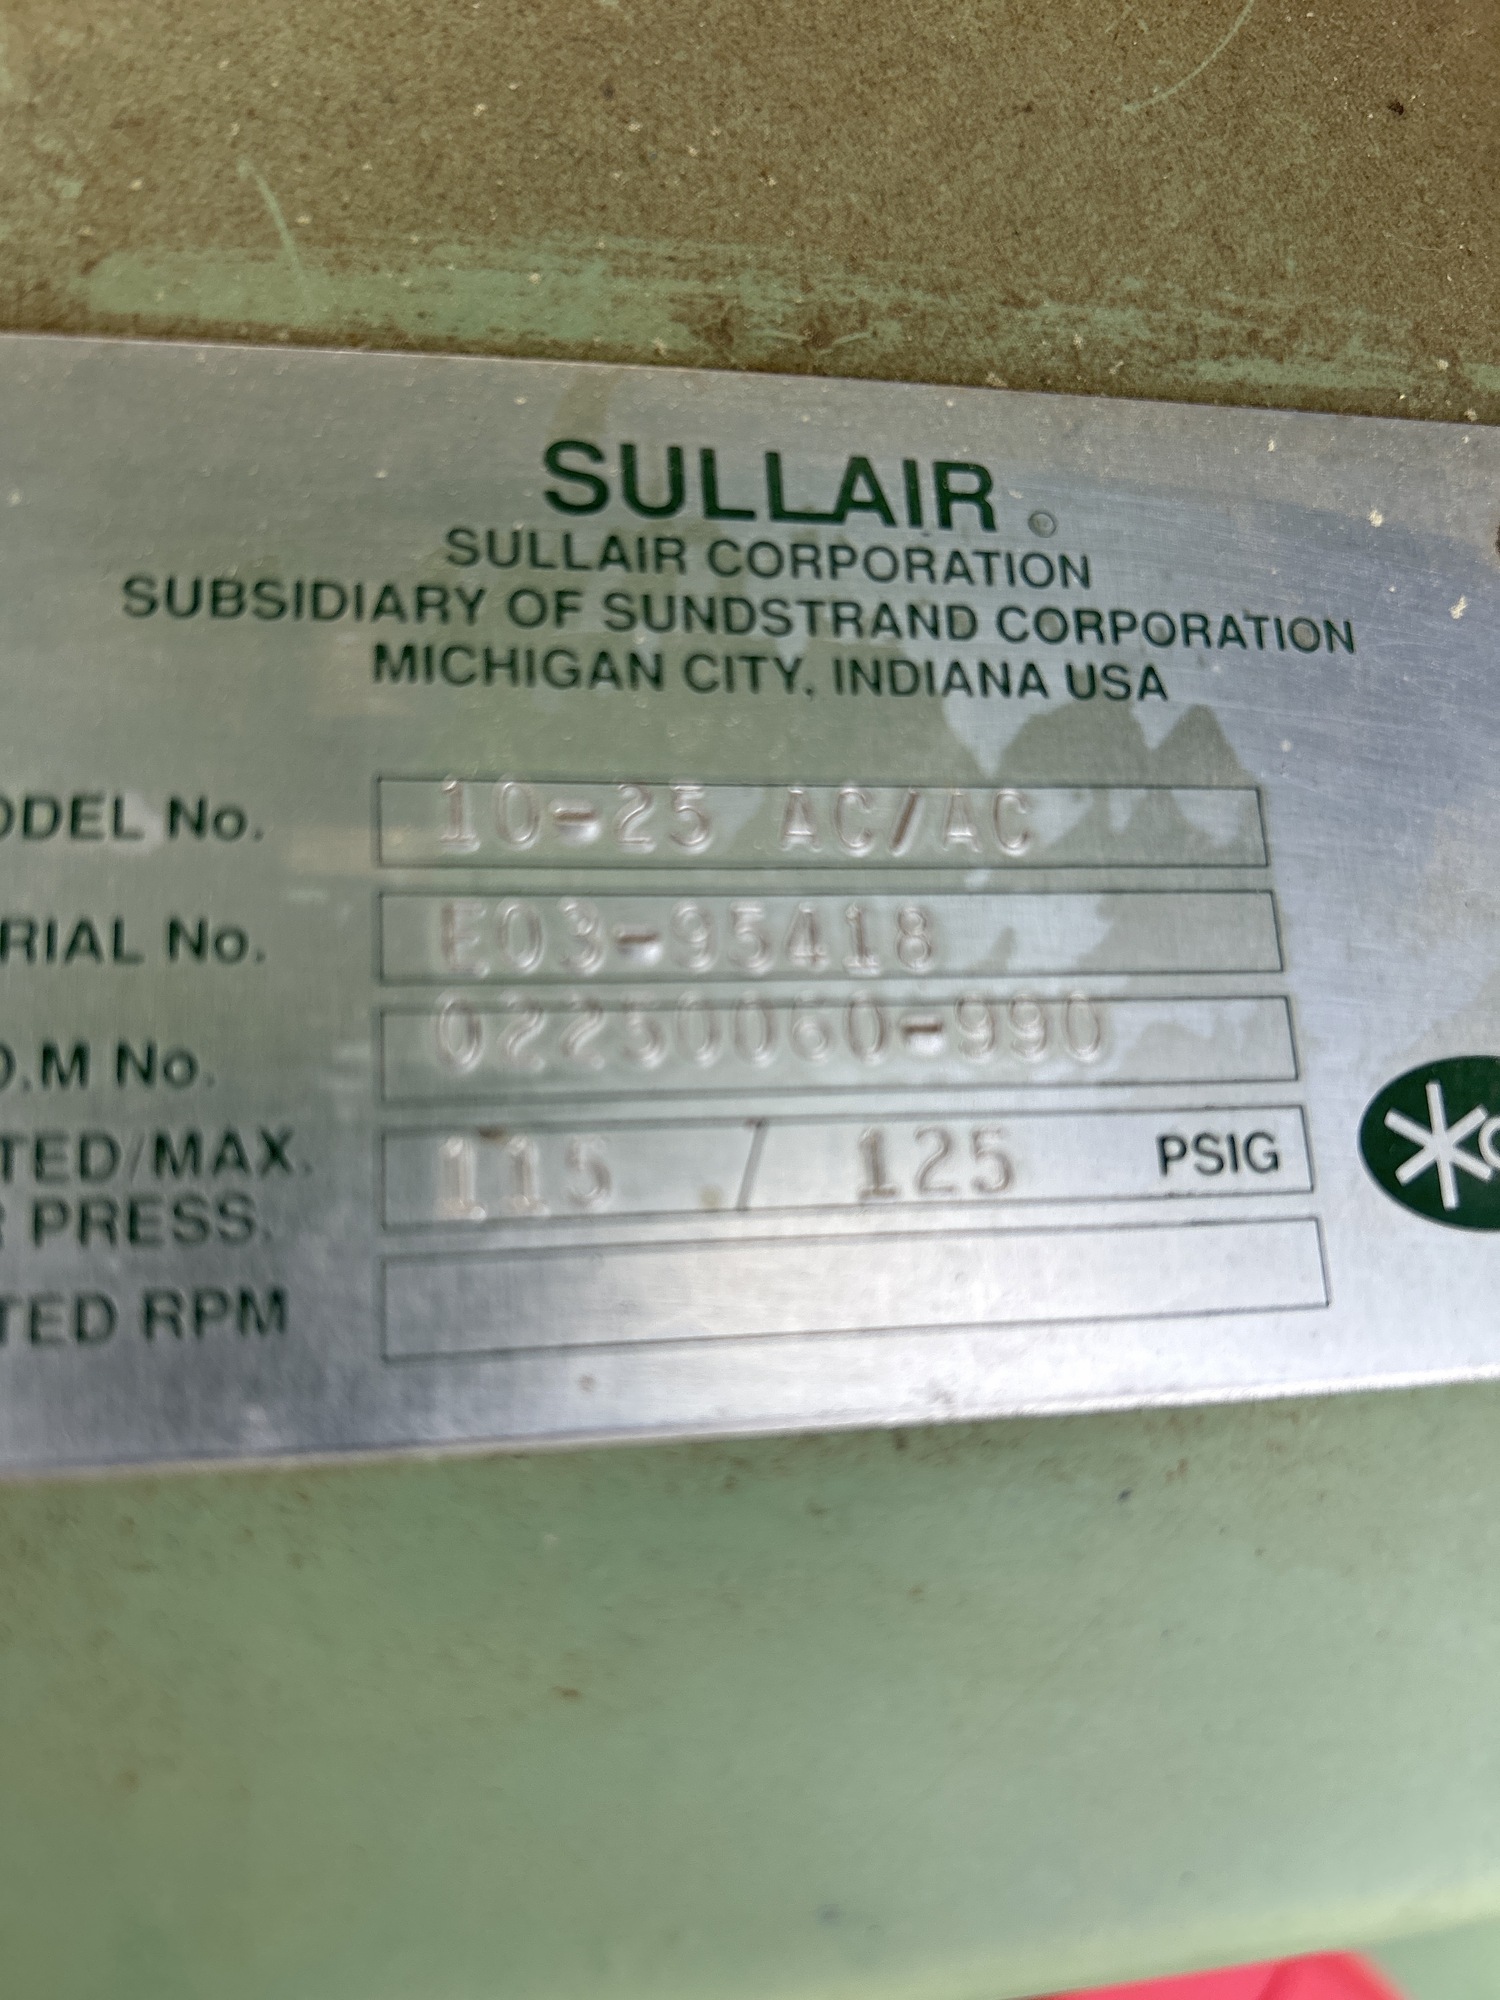 SULLAIR ®
SULLAIR CORPORATION
SUBSIDIARY OF SUNDSTRAND CORPORATION
MICHIGAN CITY, INDIANA USA
ODEL No. 10-25 AC/AC
RIAL No. E03-95418
O.M No. 02250060-990
TED/MAX. 115 / 125 PSIG
R PRESS.
TED RPM